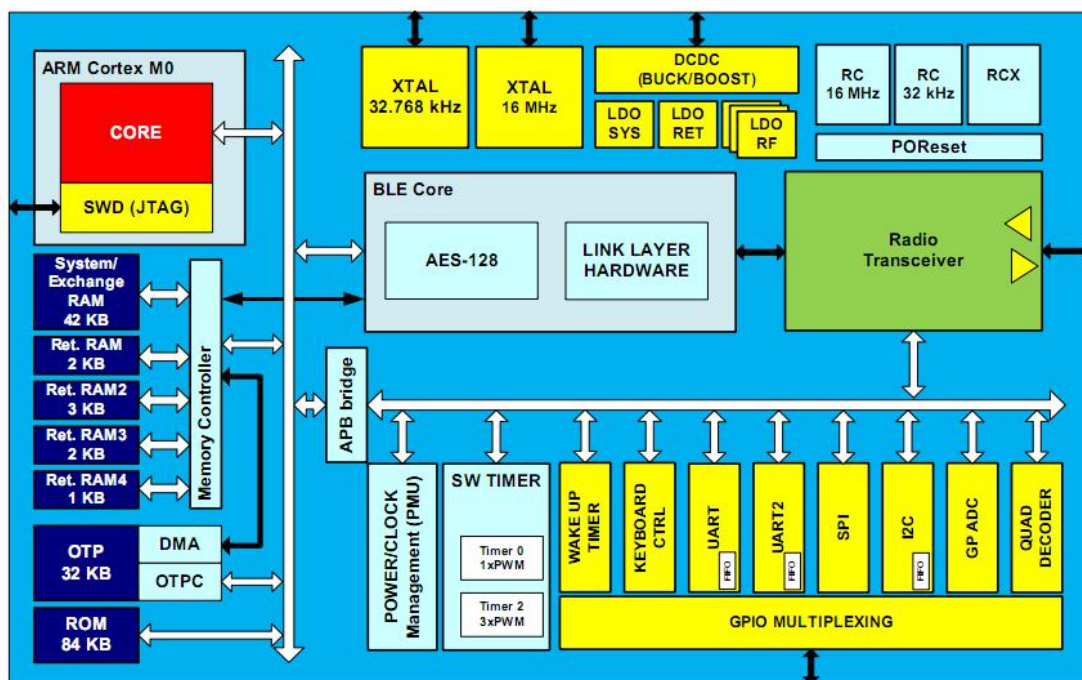 ARM Cortex M0
CORE
SWD (JTAG)
XTAL
32.768 kHz
XTAL
16 MHz
DCDC
(BUCK/BOOST)
LDO
SYS
LDO
RET
LDO
RF
RC
16 MHz
RC
32 kHz
RCX
POReset
BLE Core
AES-128
LINK LAYER
HARDWARE
Radio
Transceiver
System/
Exchange
RAM
42 KB
Ret. RAM
2 KB
Ret. RAM2
3 KB
Ret. RAM3
2 KB
Ret. RAM4
1 KB
Memory Controller
OTP
32 KB
DMA
OTPC
ROM
84 KB
APB bridge
POWER/CLOCK
Management (PMU)
SW TIMER
Timer 0
1xPWM
Timer 2
3xPWM
WAKE UP
TIMER
KEYBOARD
CTRL
UART
FIFO
UART2
FIFO
SPI
I2C
FIFO
GP ADC
QUAD
DECODER
GPIO MULTIPLEXING